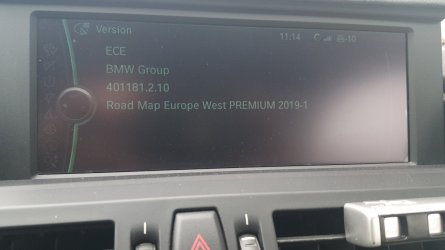 Version
11:14
ECE
BMW Group
401181.2.10
Road Map Europe West PREMIUM 2019-1